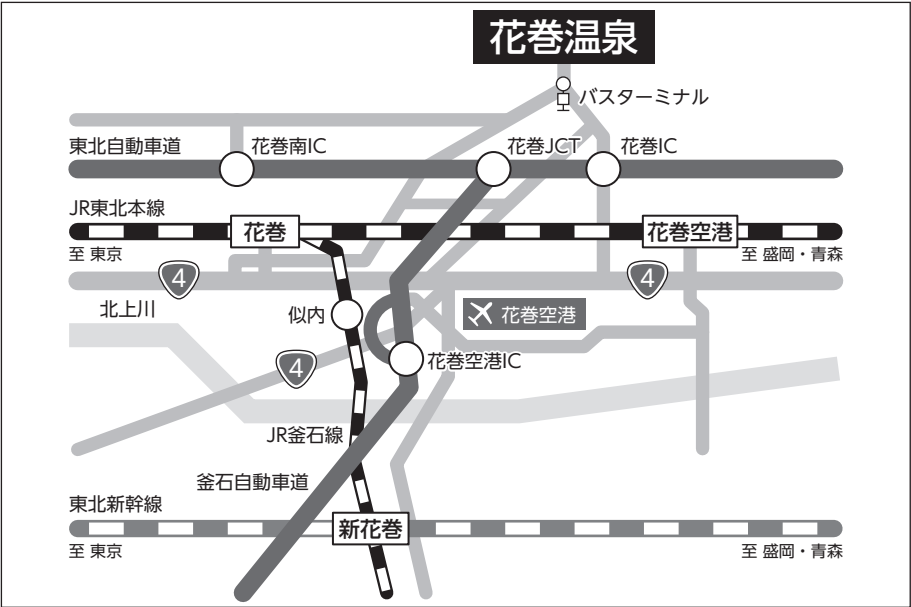 花巻温泉
バスターミナル
東北自動車道
花巻南IC
花巻JCT
花巻IC
JR東北本線
花巻
花巻空港
至 東京
至 盛岡・青森
4
4
北上川
似内
花巻空港
4
花巻空港IC
JR釜石線
釜石自動車道
東北新幹線
新花巻
至 東京
至 盛岡・青森